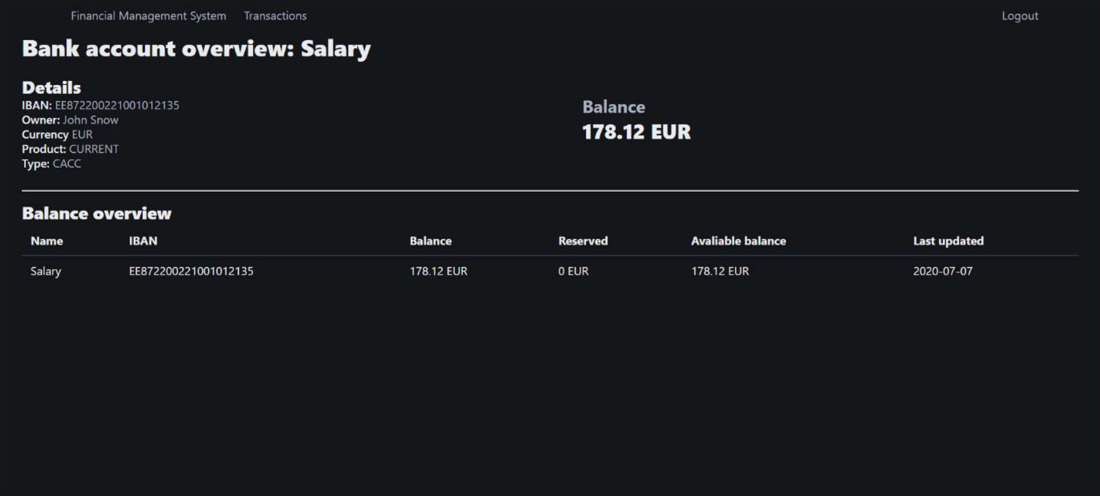 Financial Management System Transactions Logout
Bank account overview: Salary
Details
IBAN: EE872200221001012135
Owner: John Snow
Currency EUR
Product: CURRENT
Type: CACC
Balance
178.12 EUR
Balance overview
Name IBAN Balance Reserved Avaliable balance Last updated
Salary EE872200221001012135 178.12 EUR 0 EUR 178.12 EUR 2020-07-07